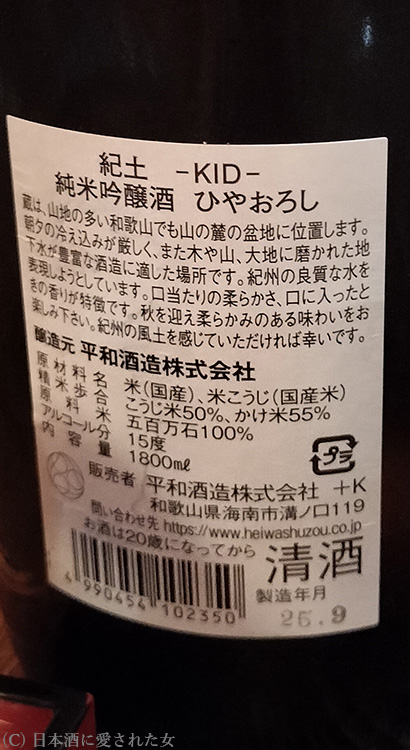 紀土 -KID-
純米吟醸酒 ひやおろし
蔵は、山地の多い和歌山でも山の麓の盆地に位置します。
朝夕の冷え込みが厳しく、また木や山、大地に磨かれた地
下水が豊富な酒造に適した場所です。紀州の良質な水を
表現しようとしています。口当たりの柔らかさ、口に入ったと
きの香りが特徴です。秋を迎え柔らかみのある味わいをお
楽しみ下さい。紀州の風土を感じていただければ幸いです。
醸造元 平和酒造株式会社
原材料名 米(国産)、米こうじ(国産米)
精米歩合 こうじ米50%、かけ米55%
原料米 五百万石100%
アルコール分 15度
内容量 1800ml
プラ
販売者 平和酒造株式会社 +K
和歌山県海南市溝ノ口119
問い合わせ先 https://www.heiwashuzou.co.jp
お酒は20歳になってから
清酒
4 990454 102350
製造年月
25.9
(C) 日本酒に愛された女